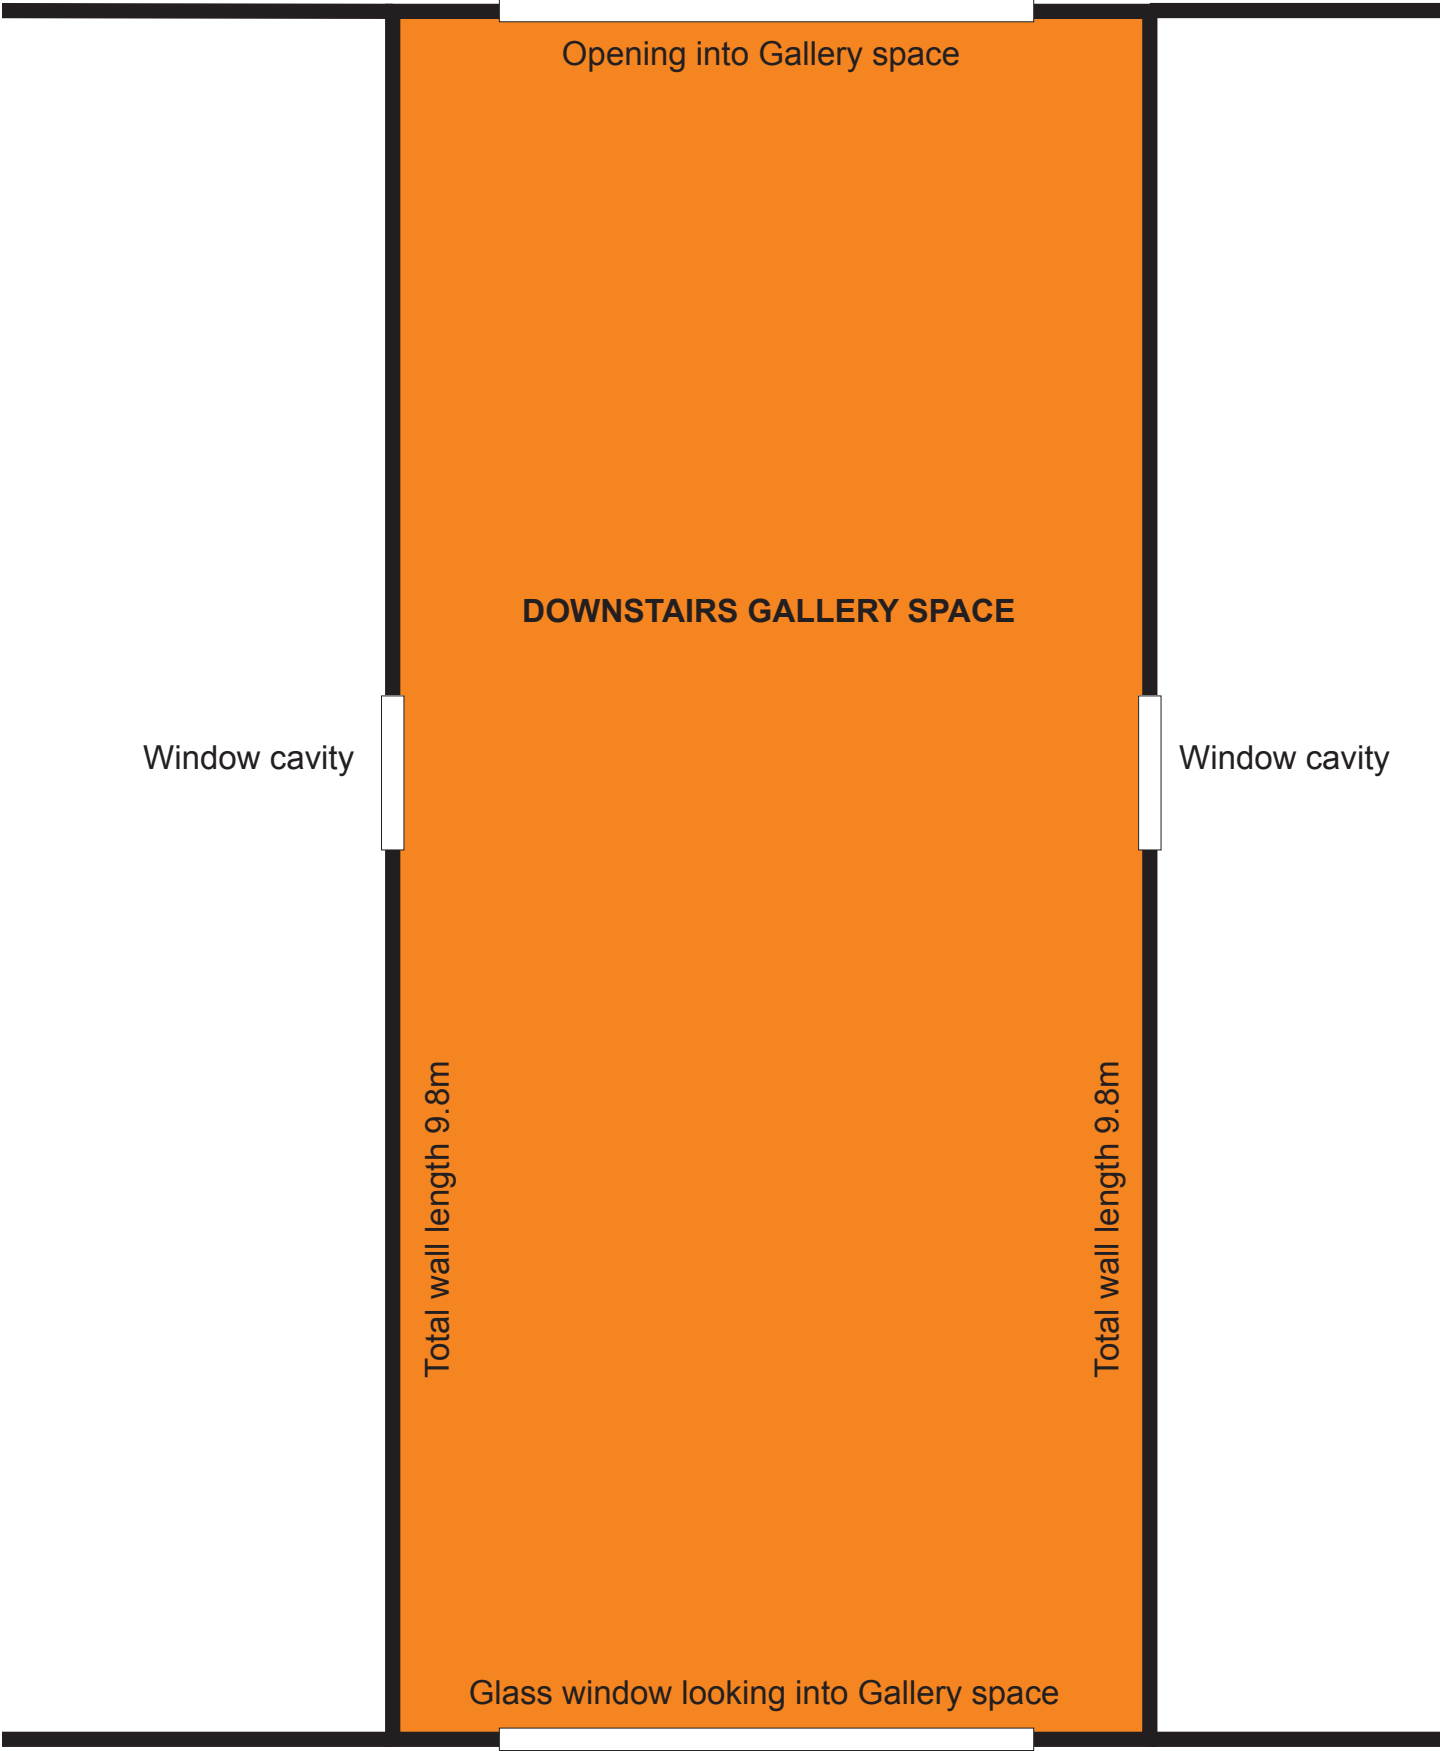 Opening into Gallery space
DOWNSTAIRS GALLERY SPACE
Window cavity
Window cavity
Total wall length 9.8m
Total wall length 9.8m
Glass window looking into Gallery space